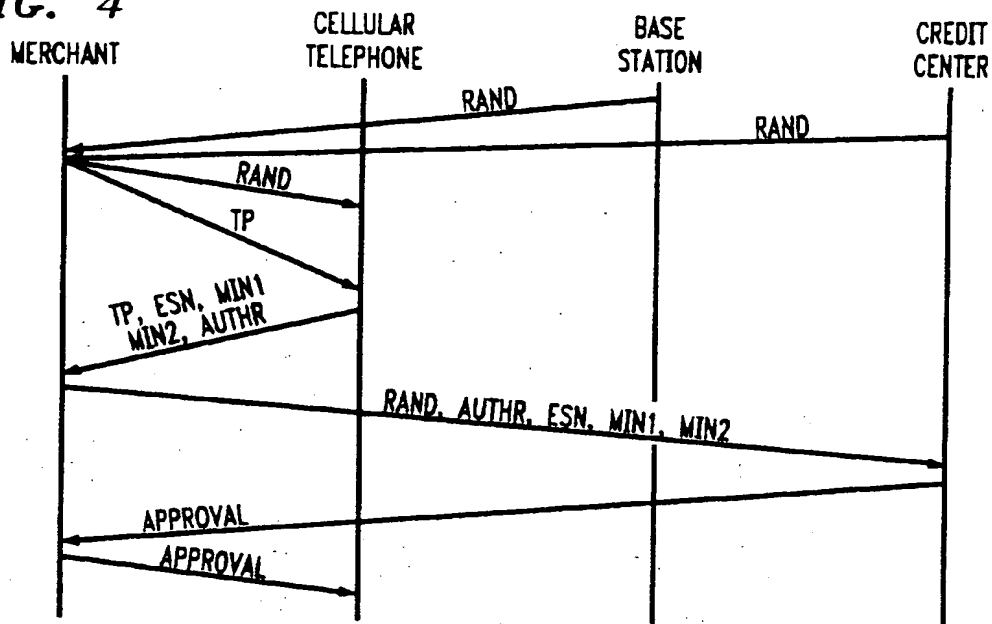 FIG. 4
MERCHANT
CELLULAR
TELEPHONE
BASE
STATION
CREDIT
CENTER
RAND
RAND
RAND
TP
TP, ESN, MIN1
MIN2, AUTHR
RAND, AUTHR, ESN, MIN1, MIN2
APPROVAL
APPROVAL